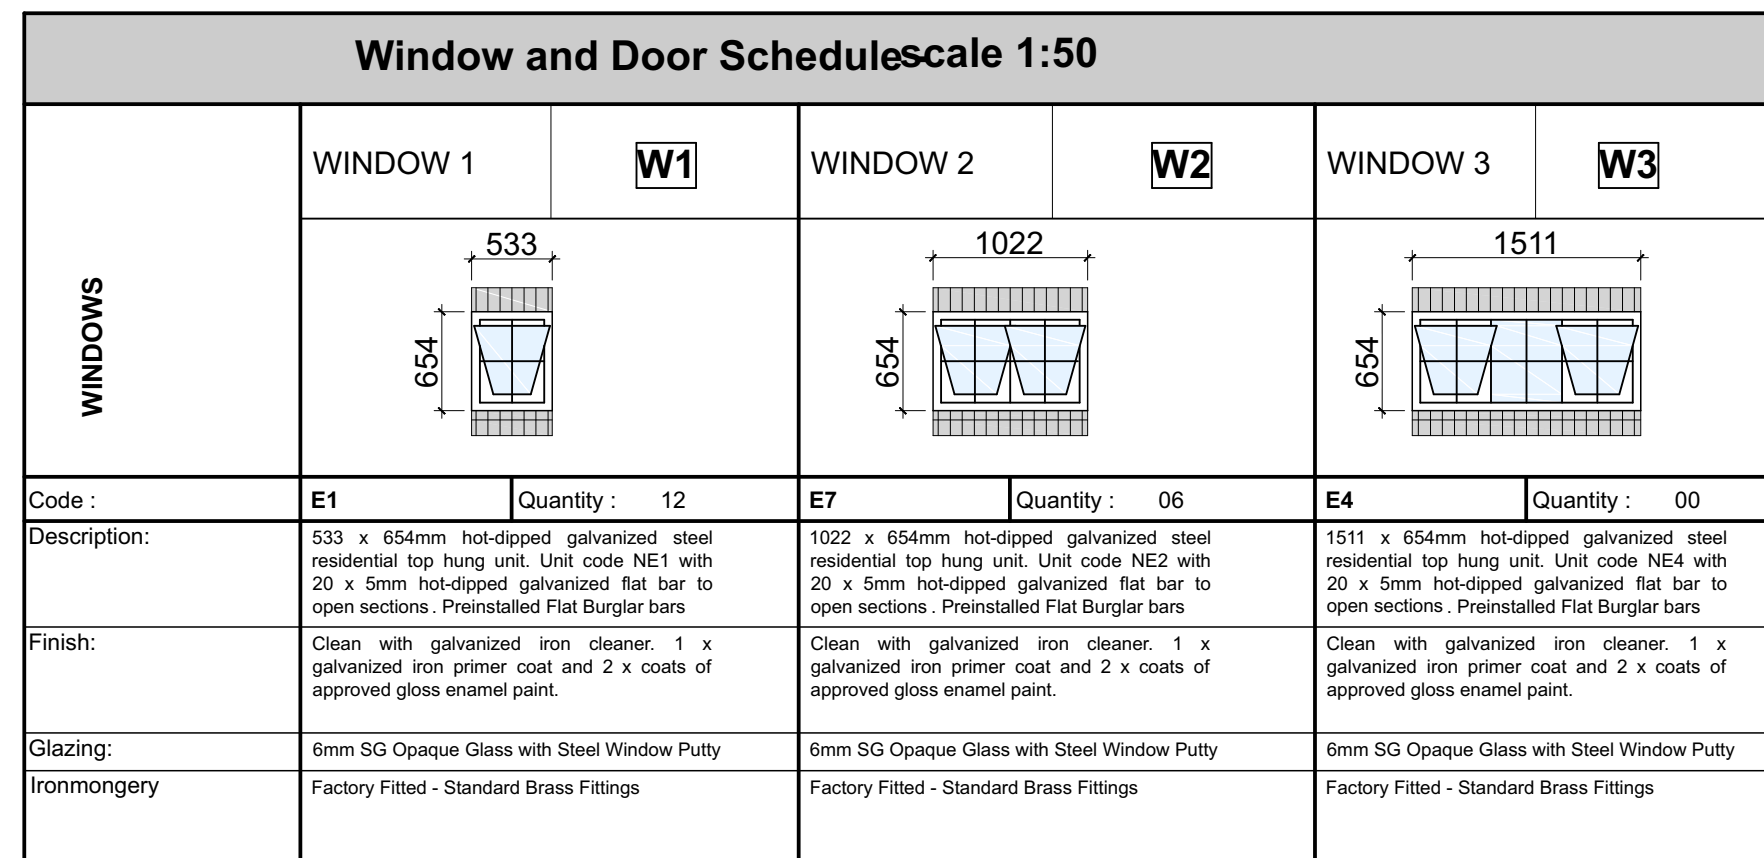 Window and Door Schedule-scale 1:50
WINDOWS
WINDOW 1
W1
WINDOW 2
W2
WINDOW 3
W3
533
654
1022
654
1511
654
Code :
E1
Quantity : 12
E7
Quantity : 06
E4
Quantity : 00
Description:
533 x 654mm hot-dipped galvanized steel
residential top hung unit. Unit code NE1 with
20 x 5mm hot-dipped galvanized flat bar to
open sections . Preinstalled Flat Burglar bars
1022 x 654mm hot-dipped galvanized steel
residential top hung unit. Unit code NE2 with
20 x 5mm hot-dipped galvanized flat bar to
open sections . Preinstalled Flat Burglar bars
1511 x 654mm hot-dipped galvanized steel
residential top hung unit. Unit code NE4 with
20 x 5mm hot-dipped galvanized flat bar to
open sections . Preinstalled Flat Burglar bars
Finish:
Clean with galvanized iron cleaner. 1 x
galvanized iron primer coat and 2 x coats of
approved gloss enamel paint.
Clean with galvanized iron cleaner. 1 x
galvanized iron primer coat and 2 x coats of
approved gloss enamel paint.
Clean with galvanized iron cleaner. 1 x
galvanized iron primer coat and 2 x coats of
approved gloss enamel paint.
Glazing:
6mm SG Opaque Glass with Steel Window Putty
6mm SG Opaque Glass with Steel Window Putty
6mm SG Opaque Glass with Steel Window Putty
Ironmongery
Factory Fitted - Standard Brass Fittings
Factory Fitted - Standard Brass Fittings
Factory Fitted - Standard Brass Fittings